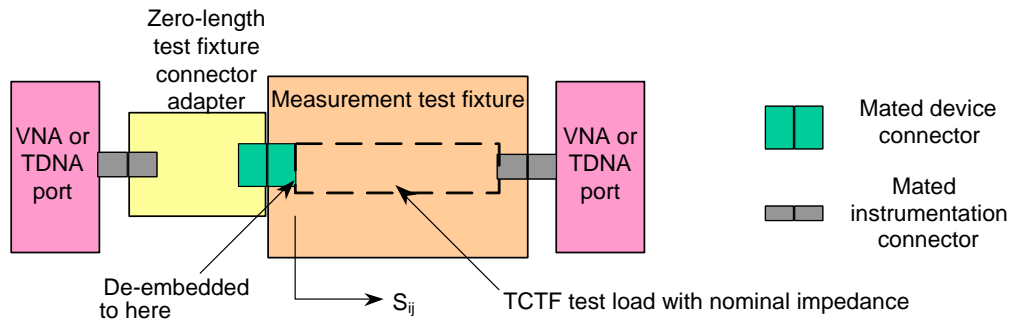 Zero-length
test fixture
connector
adapter
Measurement test fixture
VNA or
TDNA
port
VNA or
TDNA
port
Mated device
connector
Mated
instrumentation
connector
De-embedded
to here
Sij
TCTF test load with nominal impedance